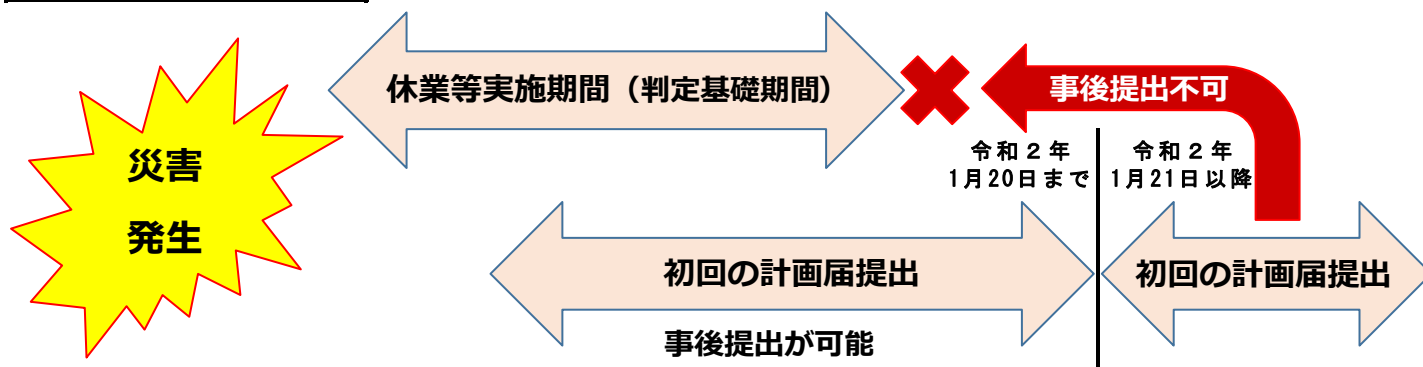 災害
発生
休業等実施期間（判定基礎期間）
事後提出不可
令和２年
1月20日まで
令和２年
1月21日以降
初回の計画届提出
初回の計画届提出
事後提出が可能